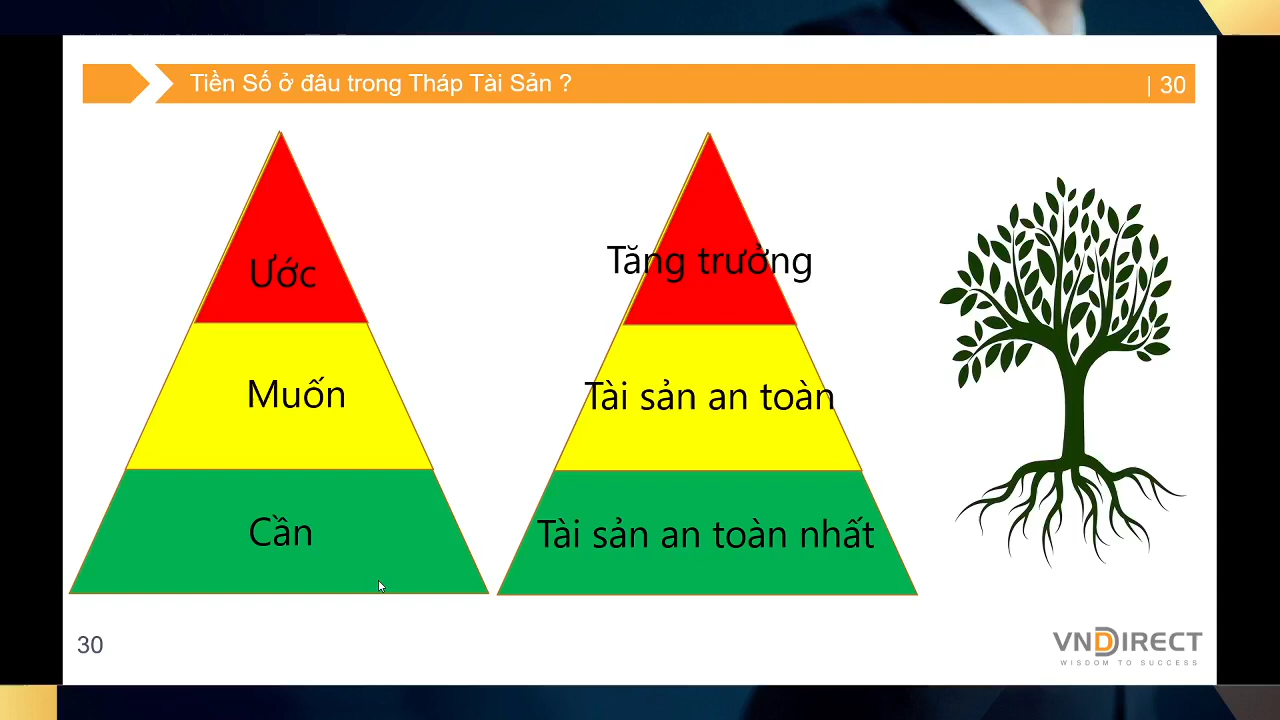 Tiền Số ở đâu trong Tháp Tài Sản ?
| 30
Ước
Muốn
Cần
Tăng trưởng
Tài sản an toàn
Tài sản an toàn nhất
30
VNDIRECT
WISDOM TO SUCCESS